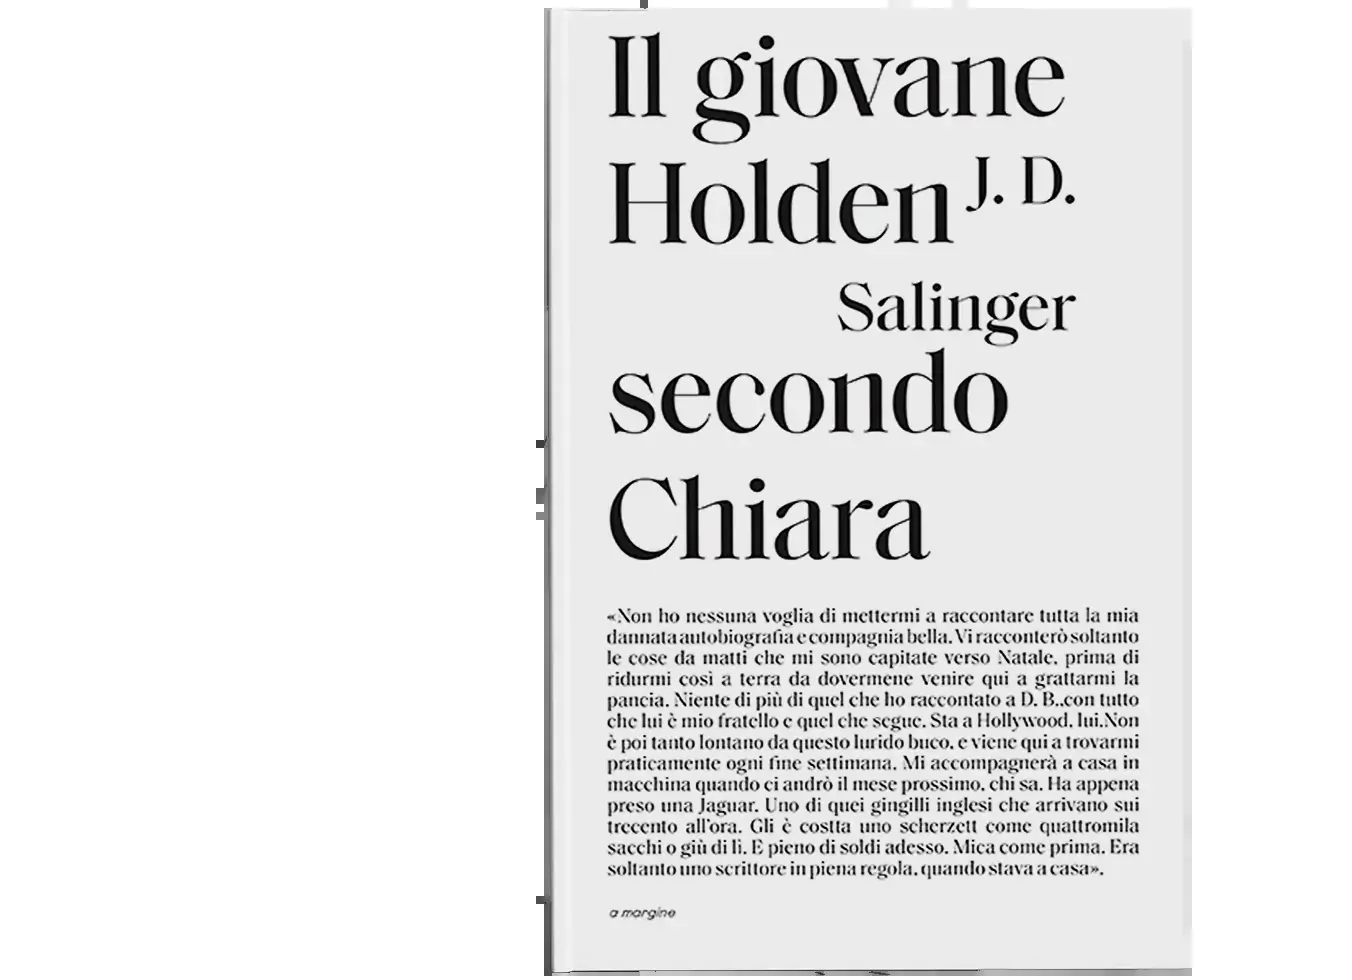 Il giovane
Holden J. D.
Salinger
secondo
Chiara
«Non ho nessuna voglia di mettermi a raccontare tutta la mia
dannata autobiografia e compagnia bella. Vi racconterò soltanto
le cose da matti che mi sono capitate verso Natale, prima di
ridurmi così a terra da dovermene venire qui a grattarmi la
pancia. Niente di più di quel che ho raccontato a D. B.,con tutto
che lui è mio fratello e quel che segue. Sta a Hollywood, lui.Non
è poi tanto lontano da questo lurido buco, e viene qui a trovarmi
praticamente ogni fine settimana. Mi accompagnerà a casa in
macchina quando ci andrò il mese prossimo, chi sa. Ha appena
preso una Jaguar. Uno di quei gingilli inglesi che arrivano sui
trecento all'ora. Gli è costta uno scherzett come quattromila
sacchi o giù di lì. E pieno di soldi adesso. Mica come prima. Era
soltanto uno scrittore in piena regola, quando stava a casa».
a margine